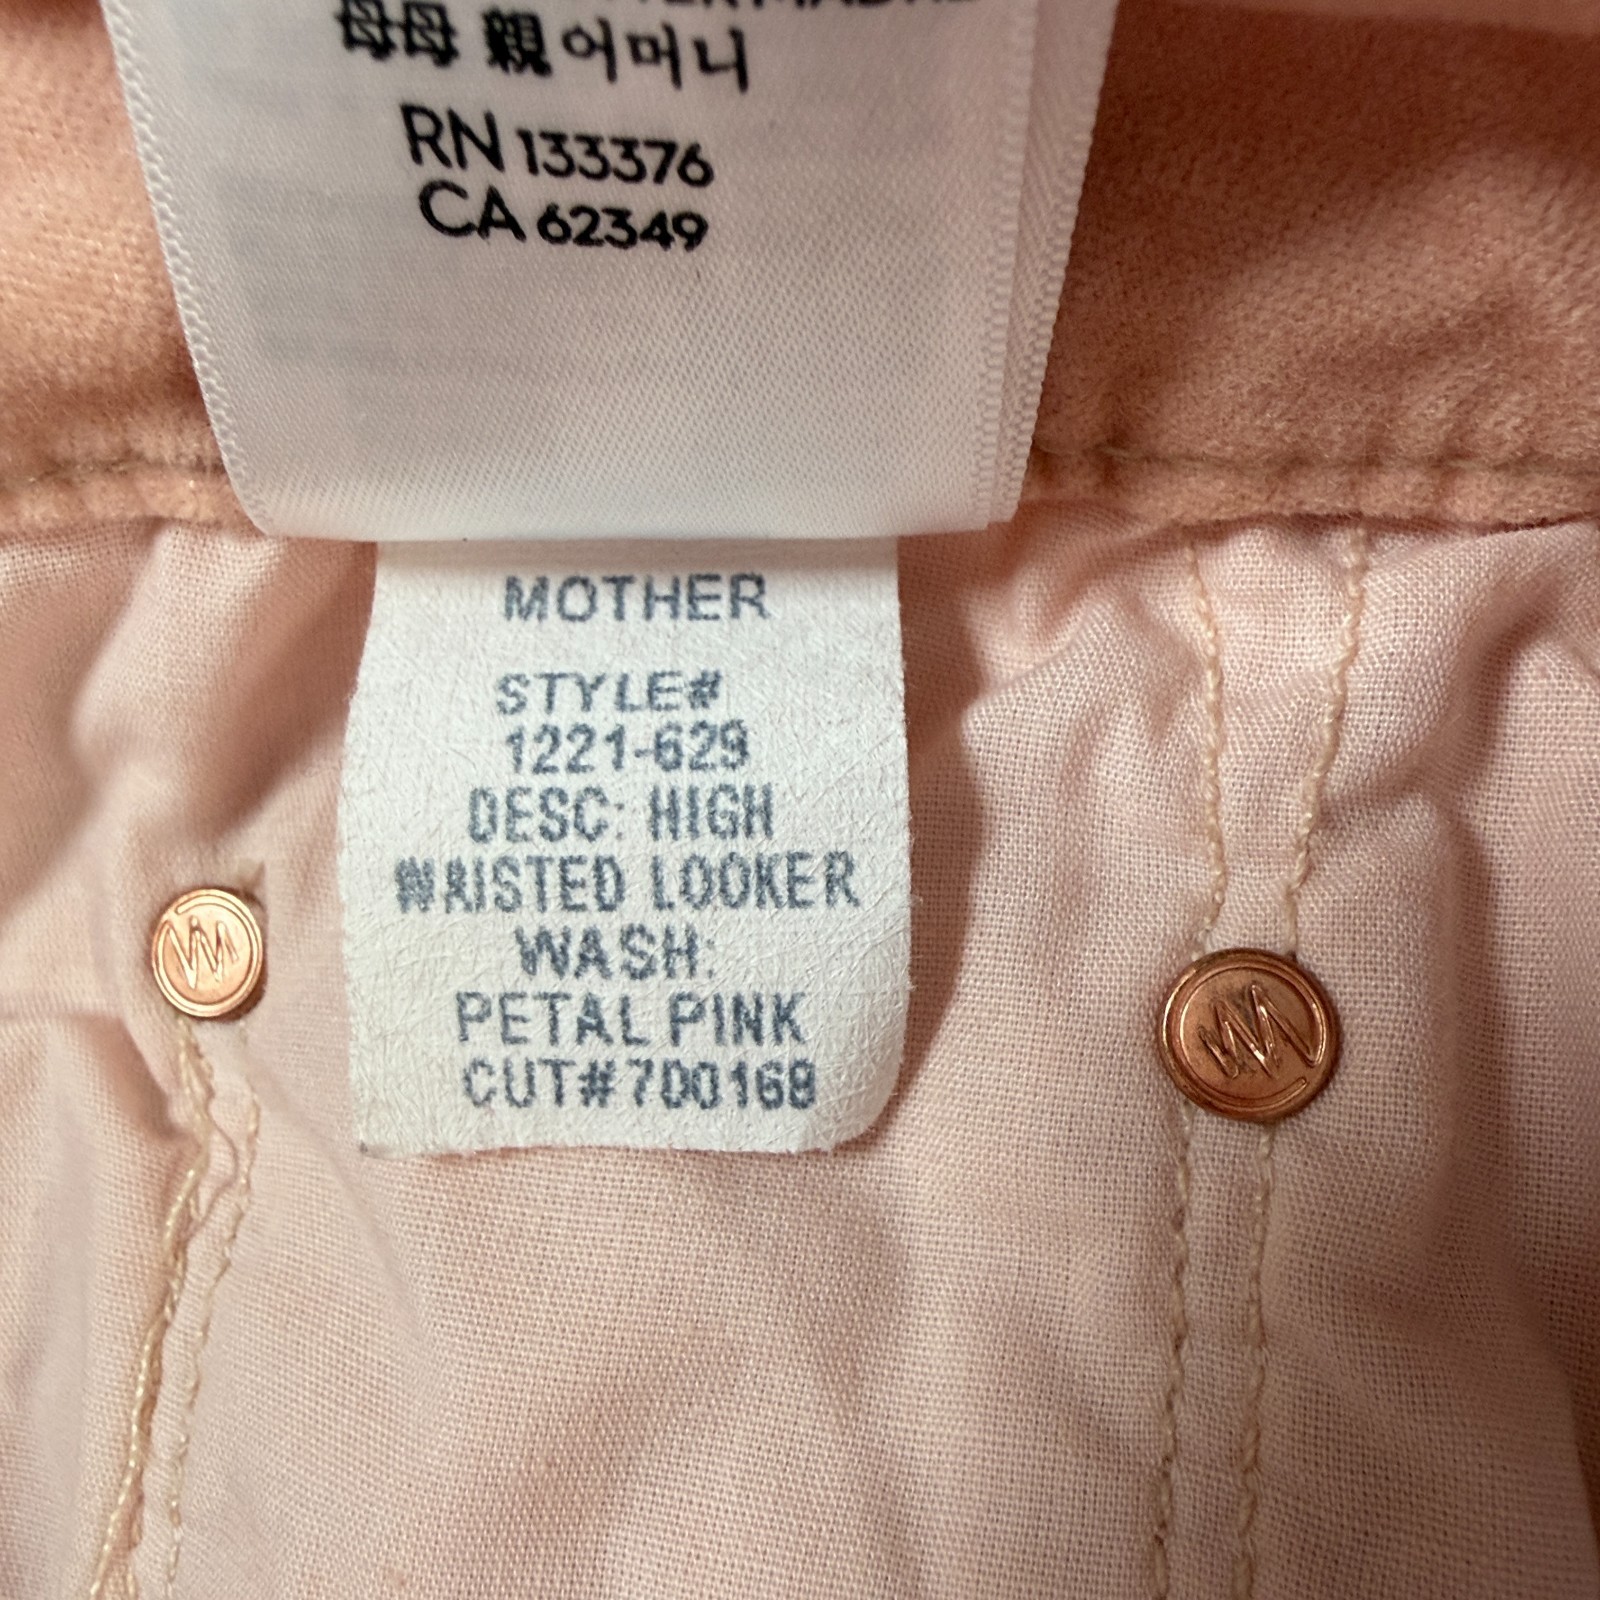 母母 親 어머니
RN 133376
CA 62349
MOTHER
STYLE#
1221-629
DESC: HIGH
WAISTED LOOKER
WASH:
PETAL PINK
CUT#700168